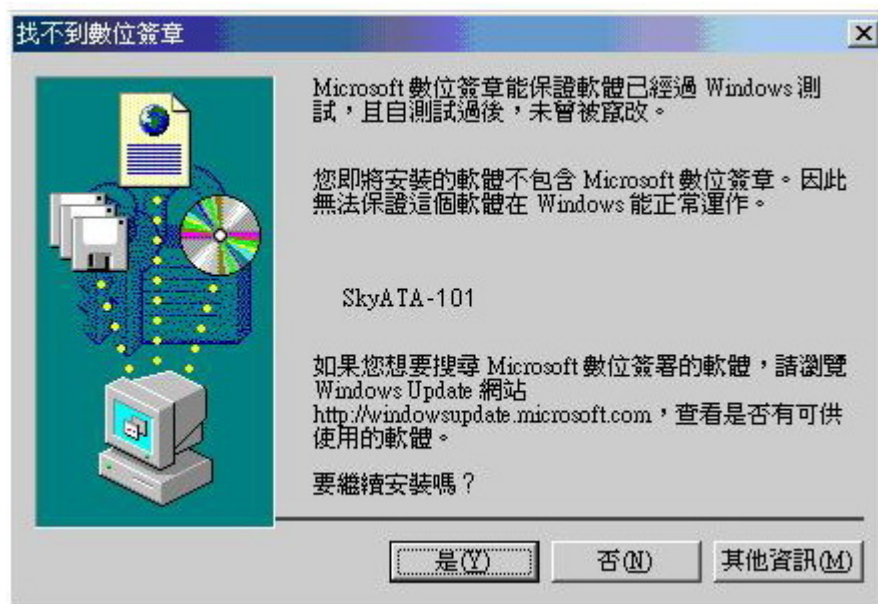 找不到數位簽章
Microsoft 數位簽章能保證軟體已經過 Windows 測
試，且自測試過後，未曾被竄改。
您即將安裝的軟體不包含 Microsoft 數位簽章。因此
無法保證這個軟體在 Windows 能正常運作。
SkyATA-101
如果您想要搜尋 Microsoft 數位簽署的軟體，請瀏覽
Windows Update 網站
http://windowsupdate.microsoft.com，查看是否有可供
使用的軟體。
要繼續安裝嗎？
是(Y)
否(N)
其他資訊(M)